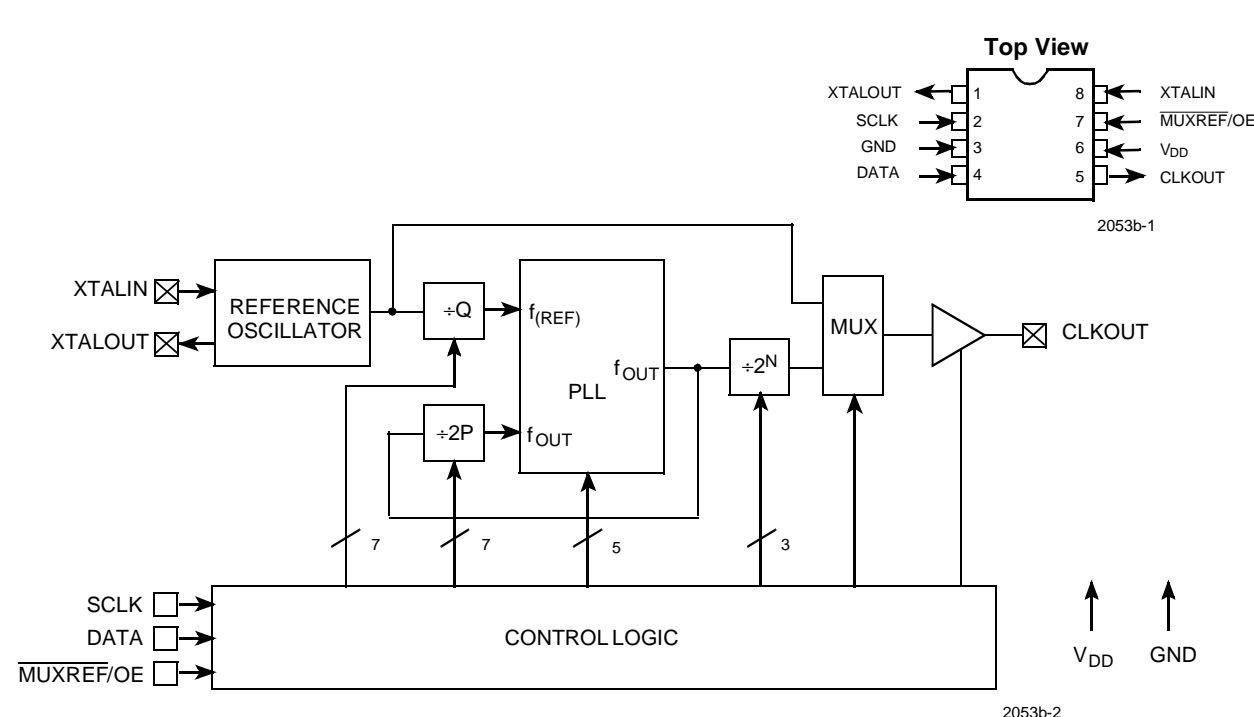 Top View
XTALOUT 1 8 XTALIN
SCLK 2 7 MUXREF/OE
GND 3 6 VDD
DATA 4 5 CLKOUT
2053b-1
XTALIN
XTALOUT
REFERENCE
OSCILLATOR
÷Q
f(REF)
÷2P
fOUT
PLL
fOUT
÷2N
MUX
CLKOUT
7
7
5
3
SCLK
DATA
MUXREF/OE
CONTROL LOGIC
VDD
GND
2053b-2